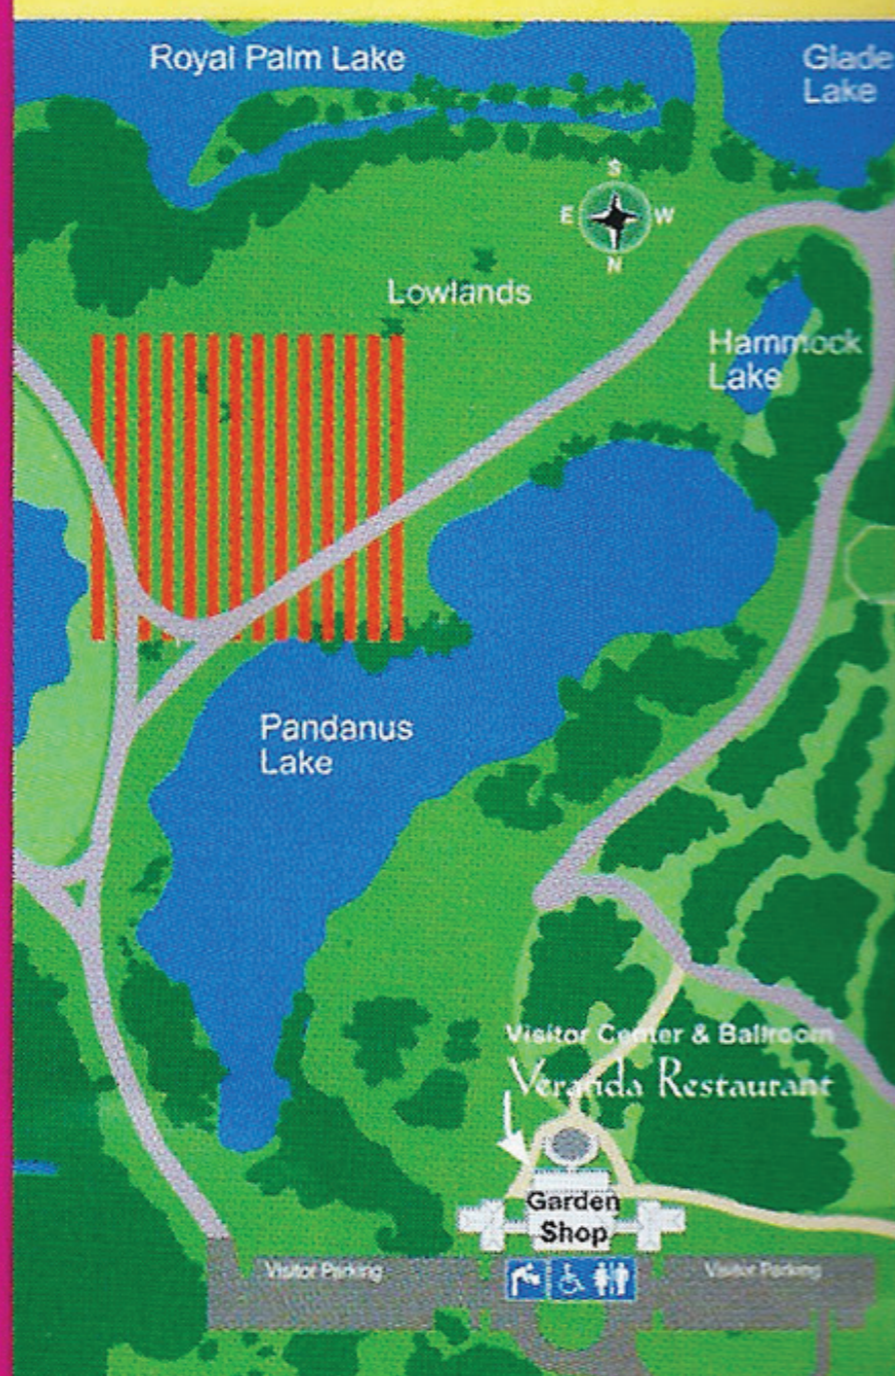 Royal Palm Lake
Glade
Lake
S
E
W
N
Lowlands
Hammock
Lake
Pandanus
Lake
Visitor Center & Ballroom
Veranda Restaurant
Garden
Shop
Visitor Parking
Visitor Parking